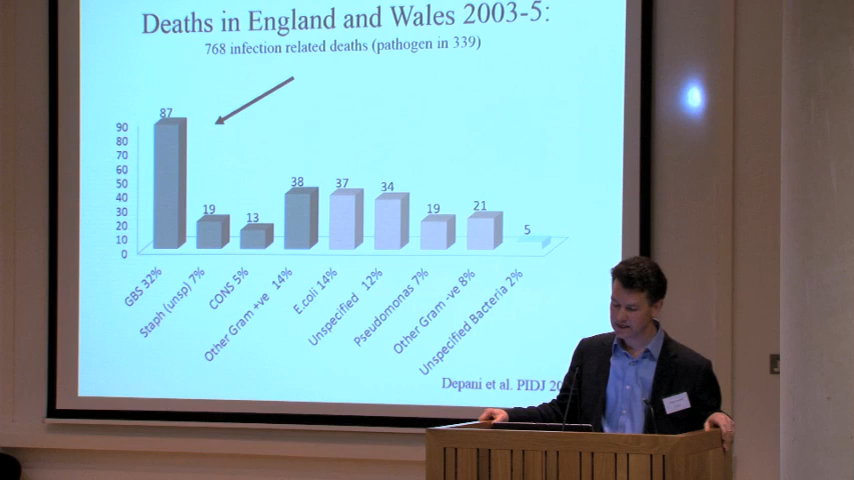 Deaths in England and Wales 2003-5:
768 infection related deaths (pathogen in 339)
90
80
70
60
50
40
30
20
10
0
87
19
13
38
37
34
19
21
5
GBS 32%
Staph (unsp) 7%
CONS 5%
Other Gram +ve 14%
E.coli 14%
Unspecified 12%
Pseudomonas 7%
Other Gram -ve 8%
Unspecified Bacteria 2%
Depani et al. PIDJ 20